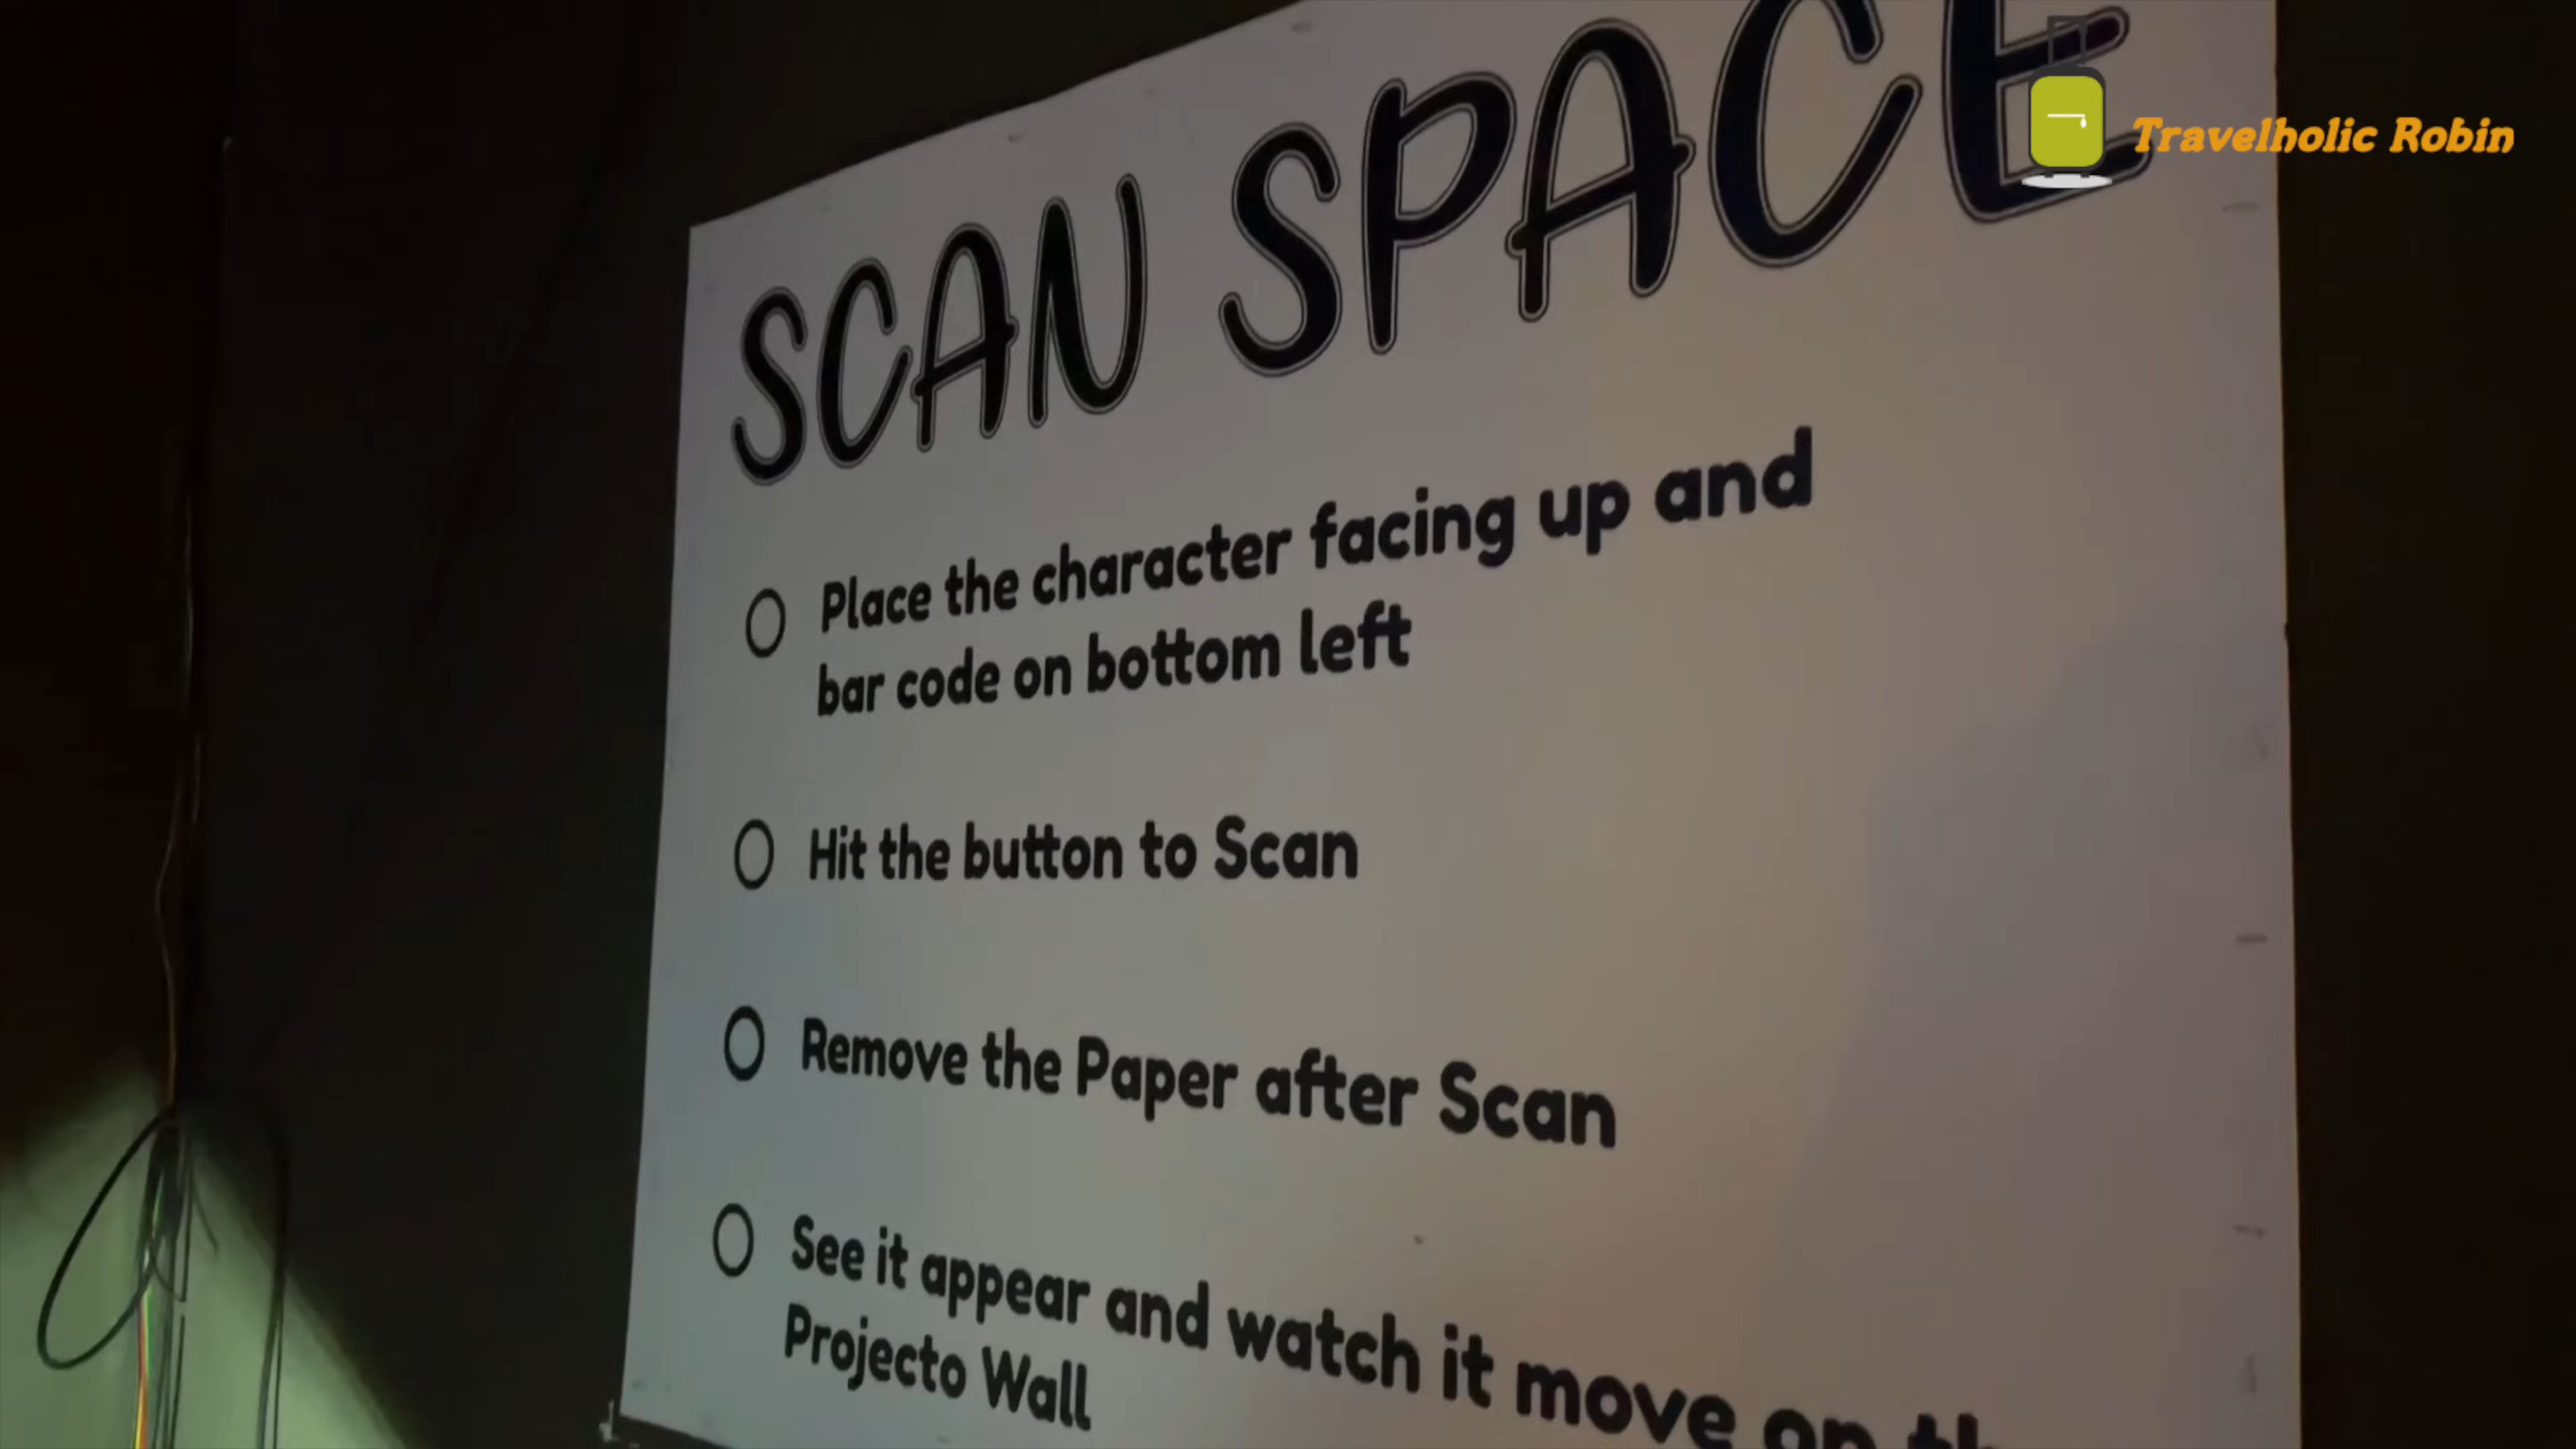 SCAN SPACE
Travelholic Robin
Place the character facing up and
bar code on bottom left
Hit the button to Scan
Remove the Paper after Scan
See it appear and watch it move on
Projecto Wall